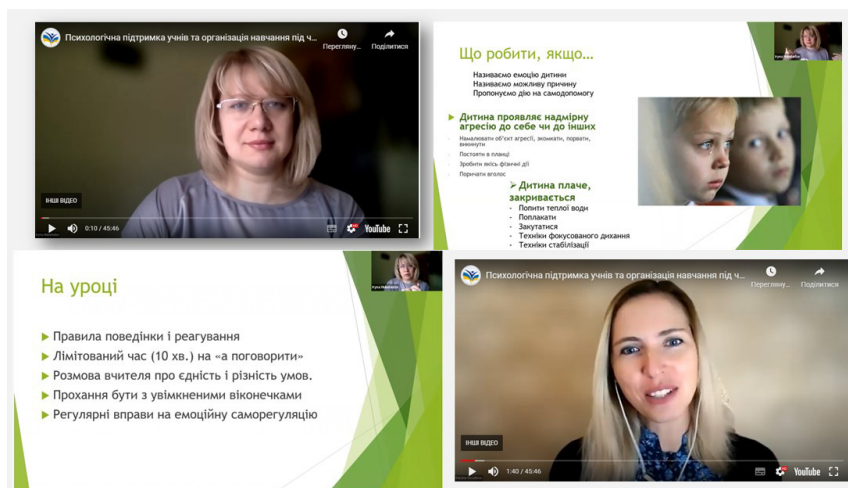 Психологічна підтримка учнів та організація навчання під ч...
Перегляну...
Поділитися
ІНШІ ВІДЕО
0:10 / 45:46
YouTube
Що робити, якщо...
Називаємо емоцію дитини
Називаємо можливу причину
Пропонуємо дію на самодопомогу
Дитина проявляє надмірну
агресію до себе чи до інших
Намалювати об'єкт агресії, зіжмакати, порвати,
викинути
Постояти в планці
Зробити якісь фізичні дії
Поричати вголос
Дитина плаче,
закривається
- Попити теплої води
- Поплакати
- Закутатися
- Техніки фокусованого дихання
- Техніки стабілізації
На уроці
Правила поведінки і реагування
Лімітований час (10 хв.) на «а поговорити»
Розмова вчителя про єдність і різність умов.
Прохання бути з увімкненими віконечками
Регулярні вправи на емоційну саморегуляцію
Психологічна підтримка учнів та організація навчання під ч...
Перегляну...
Поділитися
ІНШІ ВІДЕО
1:40 / 45:46
YouTube